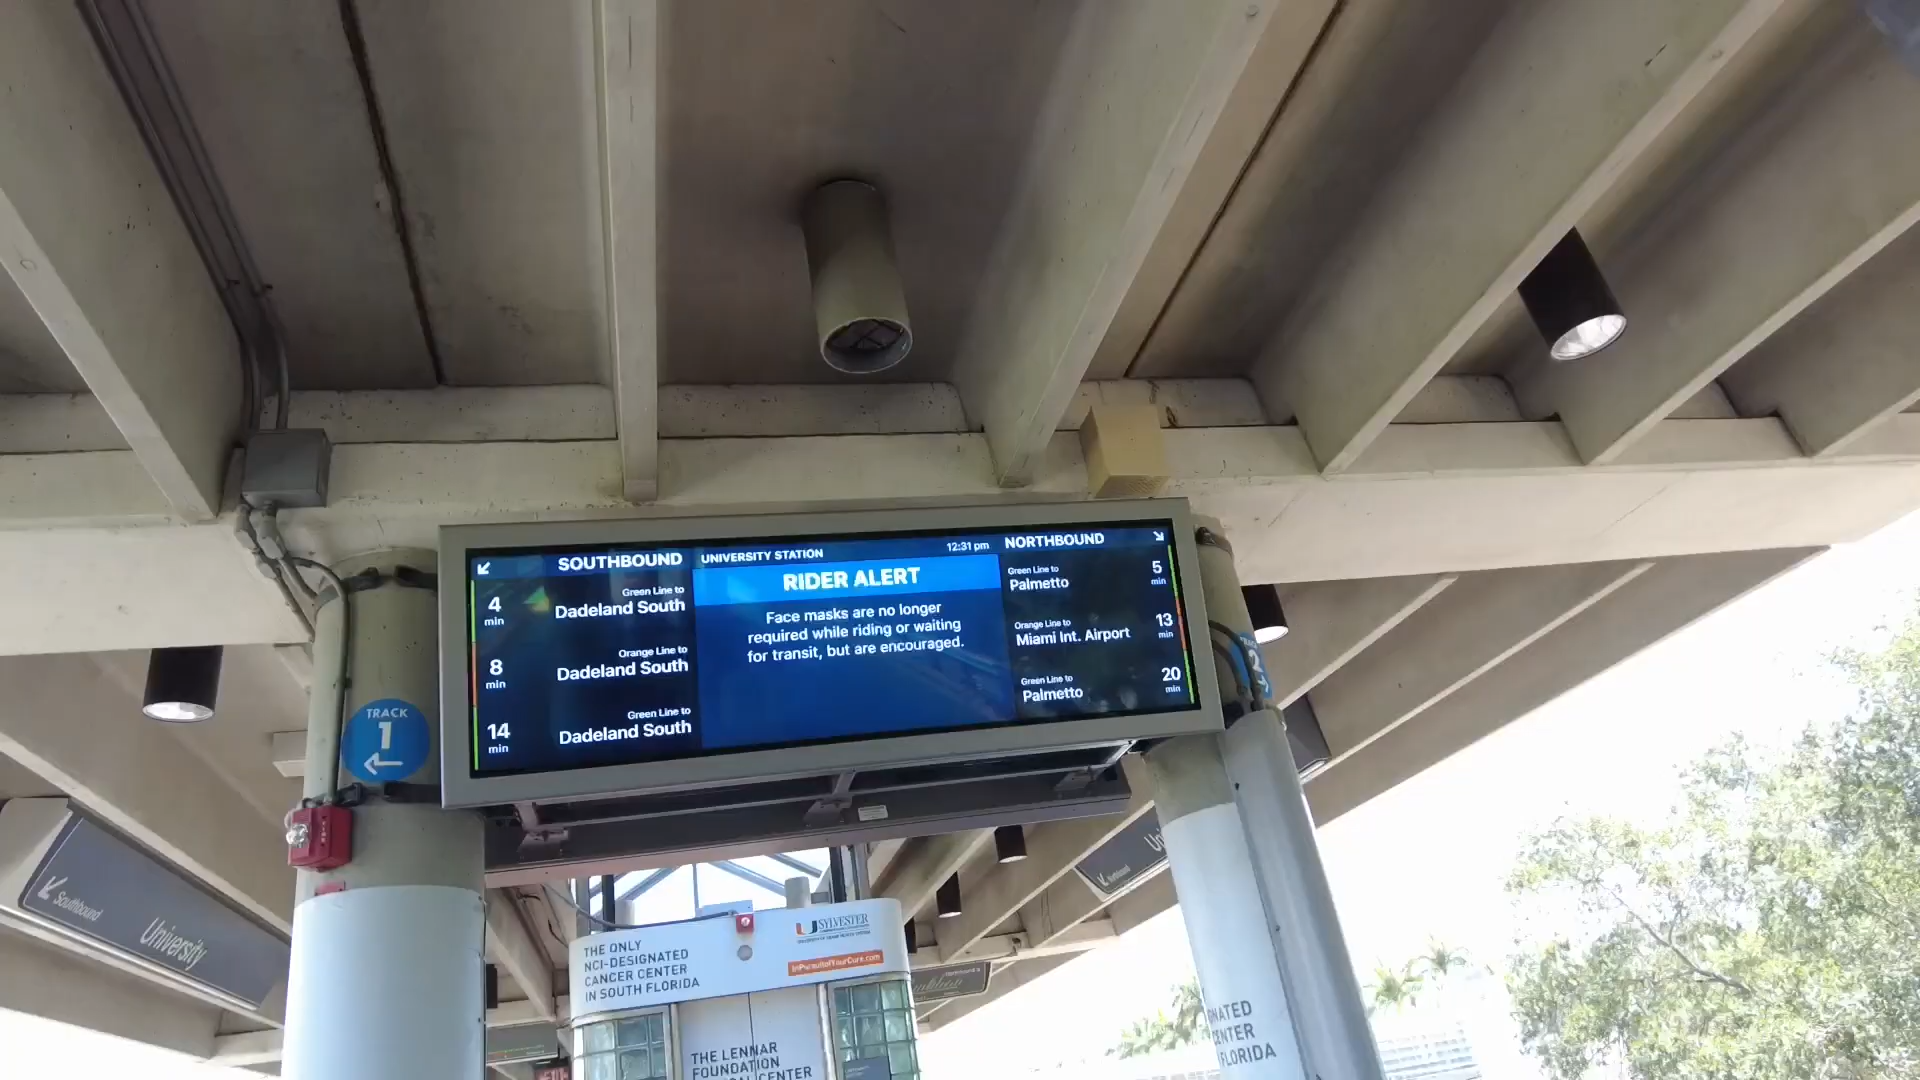 SOUTHBOUND
4
min
Green Line to
Dadeland South
8
min
Orange Line to
Dadeland South
14
min
Green Line to
Dadeland South
UNIVERSITY STATION
12:31 pm
RIDER ALERT
Face masks are no longer
required while riding or waiting
for transit, but are encouraged.
NORTHBOUND
Green Line to
Palmetto
5
min
Orange Line to
Miami Int. Airport
13
min
Green Line to
Palmetto
20
min
TRACK
1
2
Southbound
University
Northbound
THE ONLY
NCI-DESIGNATED
CANCER CENTER
IN SOUTH FLORIDA
SYLVESTER
InPursuitofYourCure.com
THE LENNAR
FOUNDATION
CENTER
FLORIDA